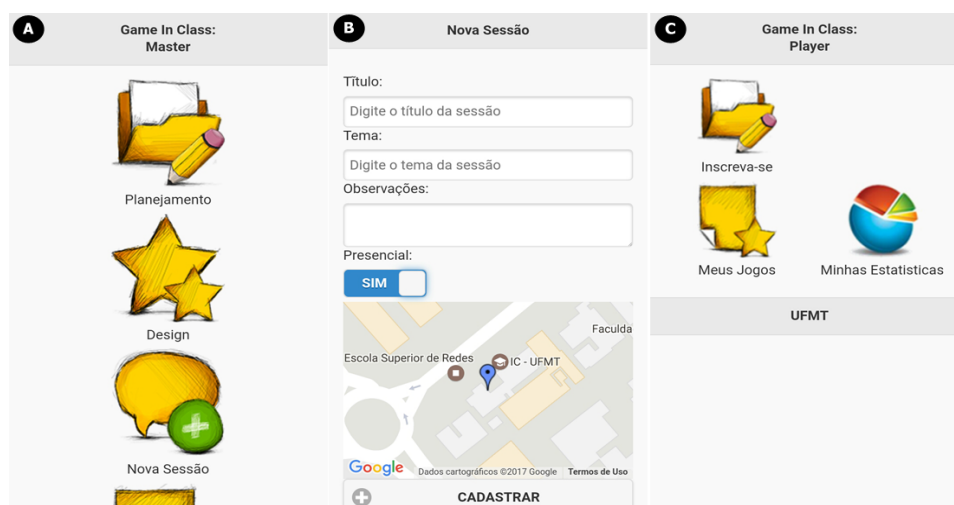 A
Game In Class:
Master
Planejamento
Design
Nova Sessão
B
Nova Sessão
Título:
Digite o título da sessão
Tema:
Digite o tema da sessão
Observações:
Presencial:
SIM
Faculda
Escola Superior de Redes
IC - UFMT
Google
Dados cartográficos ©2017 Google
Termos de Uso
CADASTRAR
C
Game In Class:
Player
Inscreva-se
Meus Jogos
Minhas Estatisticas
UFMT